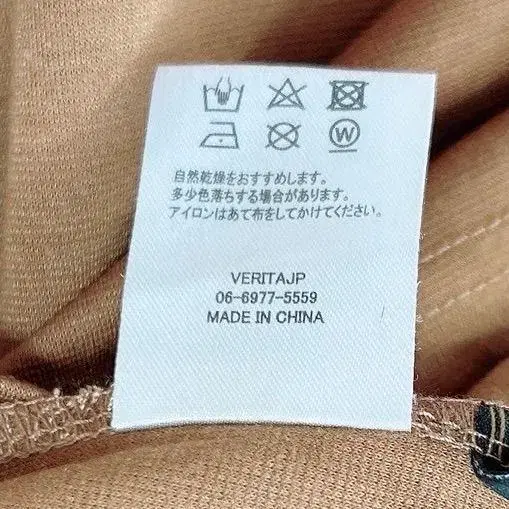 自然乾燥をおすすめします。
多少色落ちする場合があります。
アイロンはあて布をしてかけてください。
VERITAJP
06-6977-5559
MADE IN CHINA
W